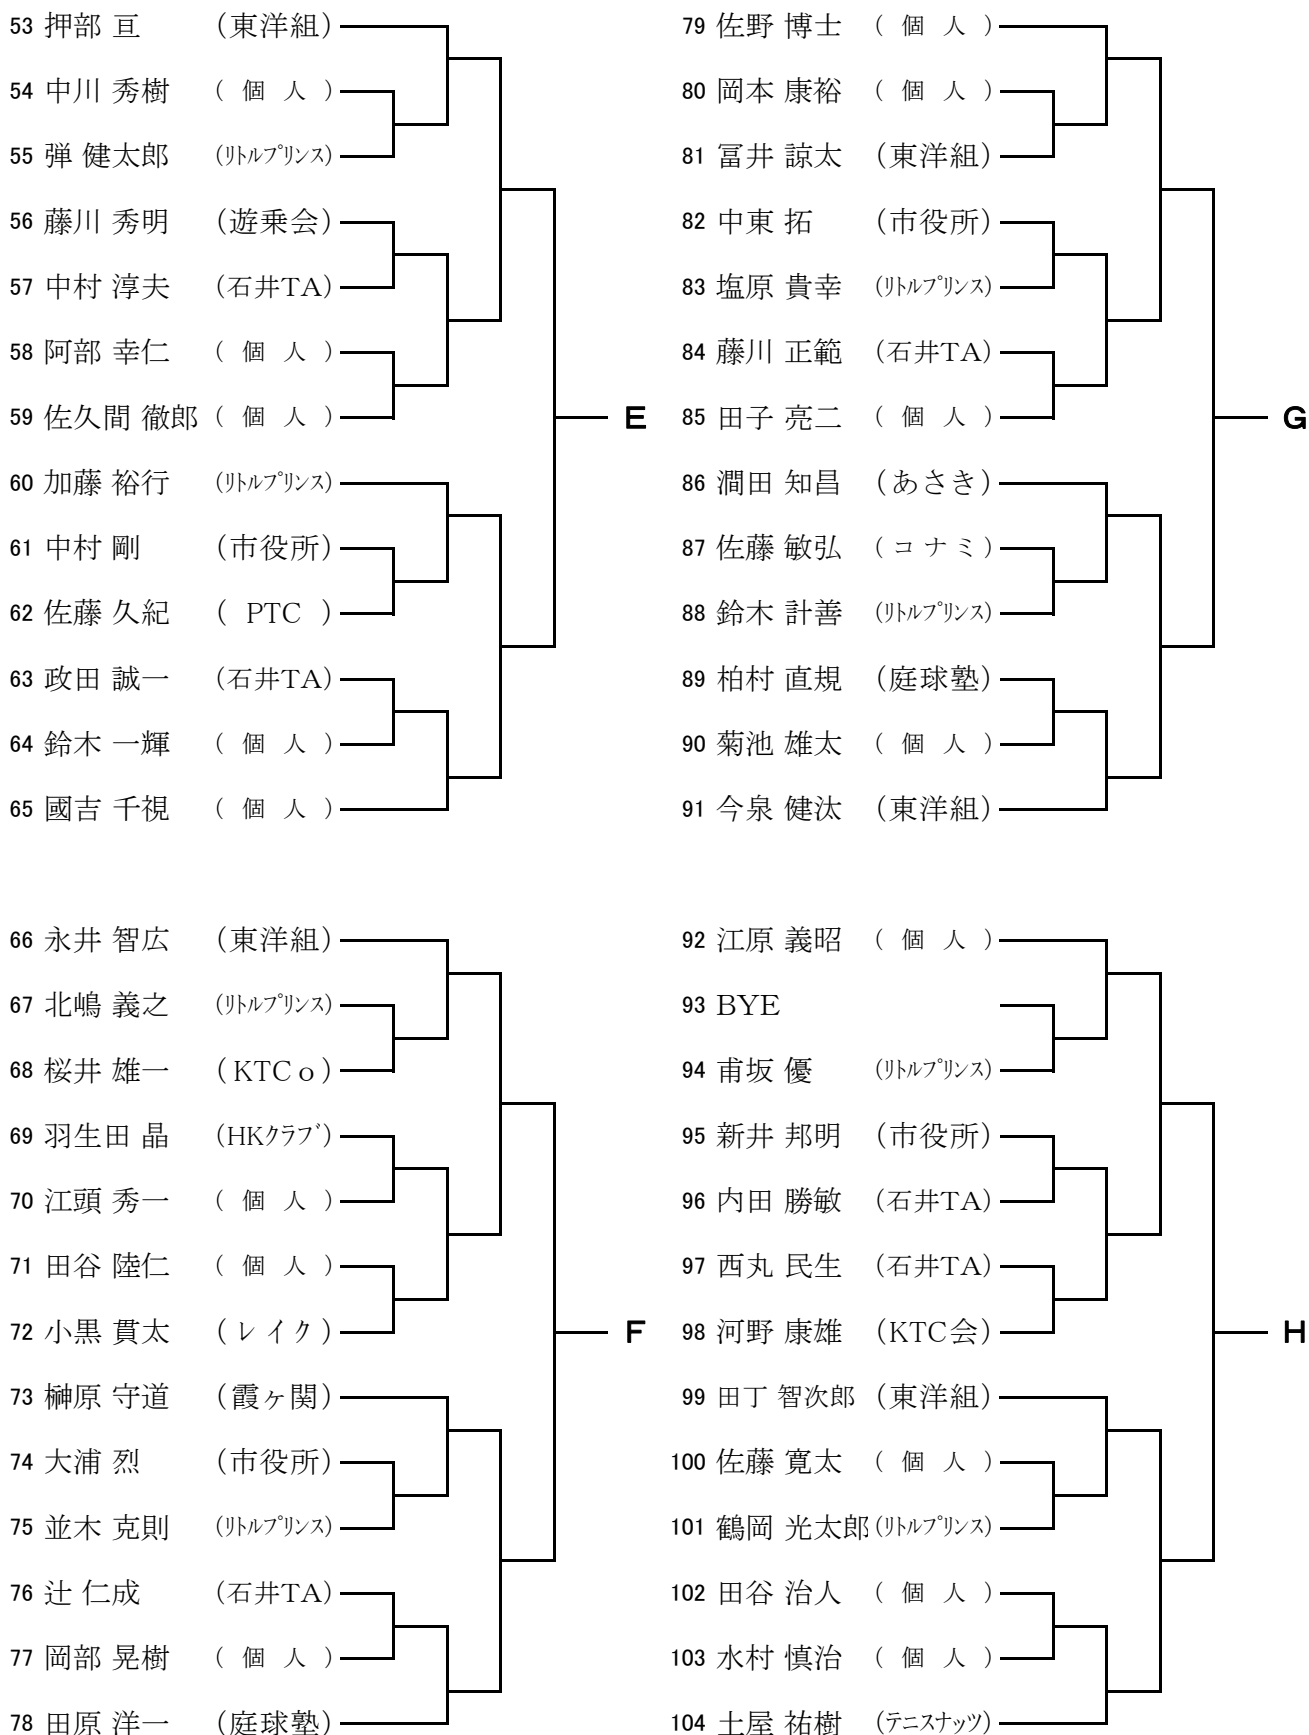 53 押部 亘 (東洋組)
54 中川 秀樹 ( 個 人 )
55 弾 健太郎 (ﾘﾄﾙﾌﾟﾘﾝｽ)
56 藤川 秀明 (遊乗会)
57 中村 淳夫 (石井TA)
58 阿部 幸仁 ( 個 人 )
59 佐久間 徹郎 ( 個 人 )
E
60 加藤 裕行 (ﾘﾄﾙﾌﾟﾘﾝｽ)
61 中村 剛 (市役所)
62 佐藤 久紀 ( PTC )
63 政田 誠一 (石井TA)
64 鈴木 一輝 ( 個 人 )
65 國吉 千視 ( 個 人 )
66 永井 智広 (東洋組)
67 北嶋 義之 (ﾘﾄﾙﾌﾟﾘﾝｽ)
68 桜井 雄一 (KTCｏ)
69 羽生田 晶 (HKｸﾗﾌﾞ)
70 江頭 秀一 ( 個 人 )
71 田谷 陸仁 ( 個 人 )
72 小黒 貫太 (レイク)
F
73 榊原 守道 (霞ヶ関)
74 大浦 烈 (市役所)
75 並木 克則 (ﾘﾄﾙﾌﾟﾘﾝｽ)
76 辻 仁成 (石井TA)
77 岡部 晃樹 ( 個 人 )
78 田原 洋一 (庭球塾)
79 佐野 博士 ( 個 人 )
80 岡本 康裕 ( 個 人 )
81 冨井 諒太 (東洋組)
82 中東 拓 (市役所)
83 塩原 貴幸 (ﾘﾄﾙﾌﾟﾘﾝｽ)
84 藤川 正範 (石井TA)
85 田子 亮二 ( 個 人 )
G
86 澗田 知昌 (あさき)
87 佐藤 敏弘 (コナミ)
88 鈴木 計善 (ﾘﾄﾙﾌﾟﾘﾝｽ)
89 柏村 直規 (庭球塾)
90 菊池 雄太 ( 個 人 )
91 今泉 健汰 (東洋組)
92 江原 義昭 ( 個 人 )
93 BYE
94 甫坂 優 (ﾘﾄﾙﾌﾟﾘﾝｽ)
95 新井 邦明 (市役所)
96 内田 勝敏 (石井TA)
97 西丸 民生 (石井TA)
98 河野 康雄 (KTC会)
H
99 田丁 智次郎 (東洋組)
100 佐藤 寛太 ( 個 人 )
101 鶴岡 光太郎 (ﾘﾄﾙﾌﾟﾘﾝｽ)
102 田谷 治人 ( 個 人 )
103 水村 慎治 ( 個 人 )
104 土屋 祐樹 (ﾃﾆｽﾅｯﾂ)